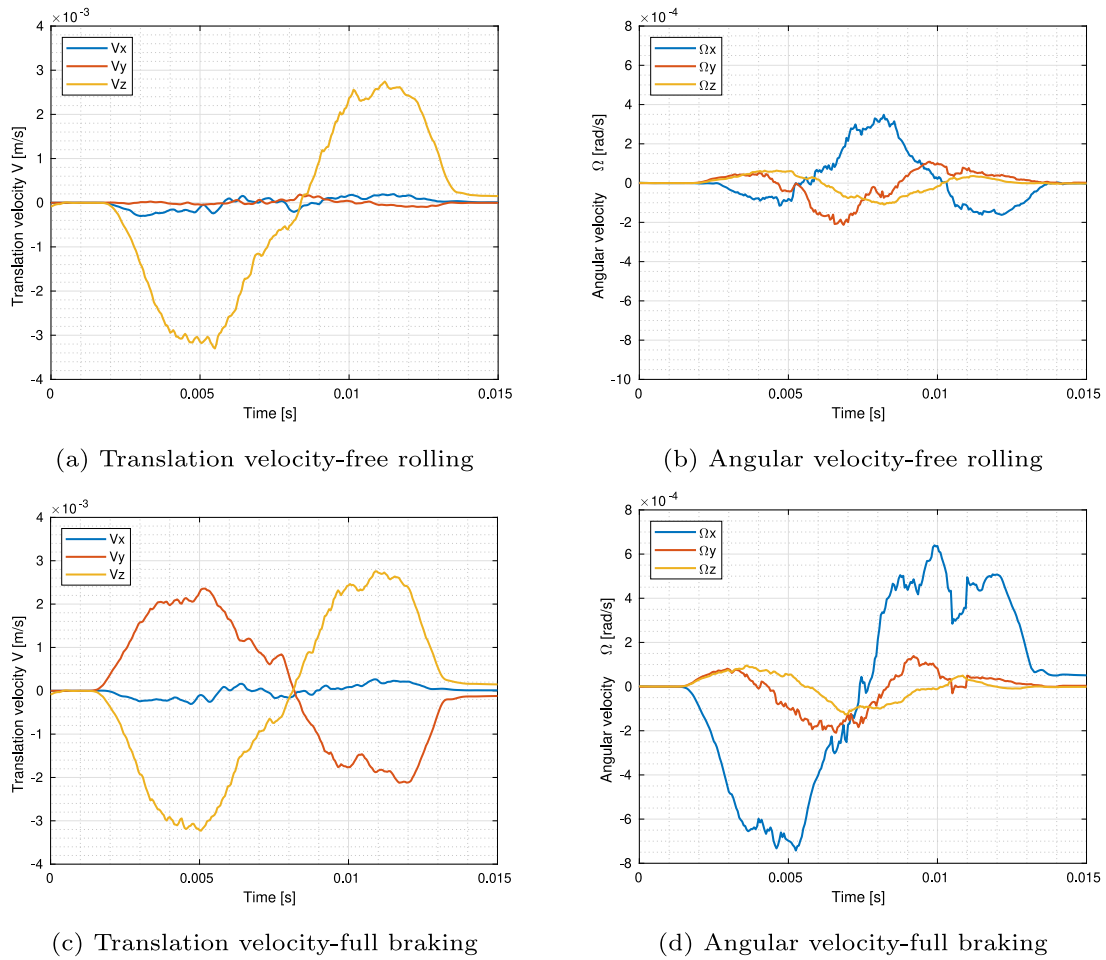 ×10⁻³
4
3
2
1
0
-1
-2
-3
-4
Translation velocity V [m/s]
Vx
Vy
Vz
0
0.005
0.01
0.015
Time [s]
(a) Translation velocity-free rolling
×10⁻⁴
8
6
4
2
0
-2
-4
-6
-8
-10
Angular velocity Ω [rad/s]
Ωx
Ωy
Ωz
0
0.005
0.01
0.015
Time [s]
(b) Angular velocity-free rolling
×10⁻³
4
3
2
1
0
-1
-2
-3
-4
Translation velocity V [m/s]
Vx
Vy
Vz
0
0.005
0.01
0.015
Time [s]
(c) Translation velocity-full braking
×10⁻⁴
8
6
4
2
0
-2
-4
-6
-8
Angular velocity Ω [rad/s]
Ωx
Ωy
Ωz
0
0.005
0.01
0.015
Time [s]
(d) Angular velocity-full braking